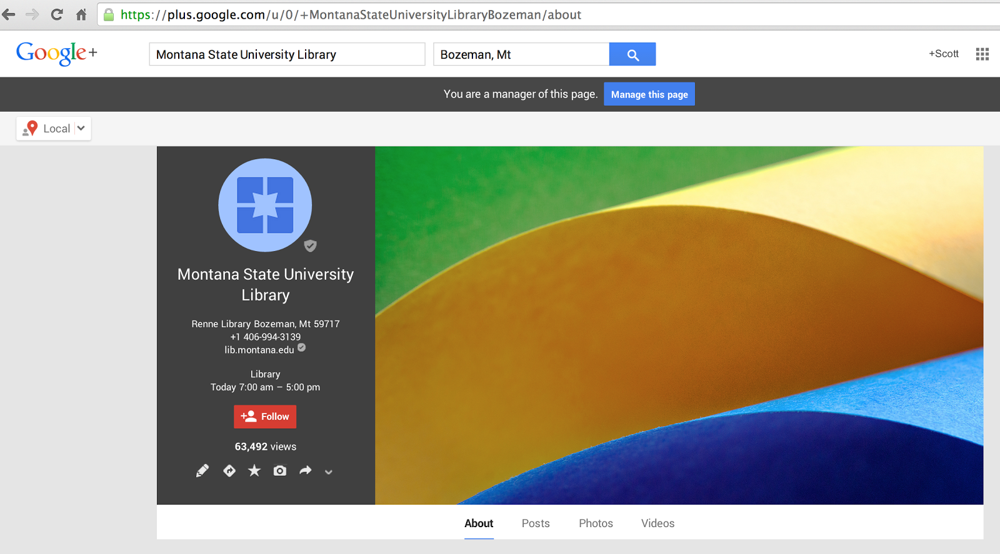 https://plus.google.com/u/0/+MontanaStateUniversityLibraryBozeman/about
Google+
Montana State University Library
Bozeman, Mt
+Scott
You are a manager of this page.
Manage this page
Local
Montana State University
Library
Renne Library Bozeman, Mt 59717
+1 406-994-3139
lib.montana.edu
Library
Today 7:00 am – 5:00 pm
Follow
63,492 views
About
Posts
Photos
Videos